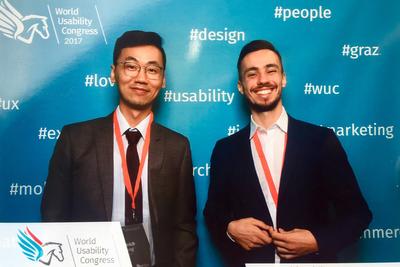 World
Usability
Congress
2017
#people
#design
#graz
#lov
#usability
#wuc
#ux
#ex
marketing
#mo
World
Usability
Congress